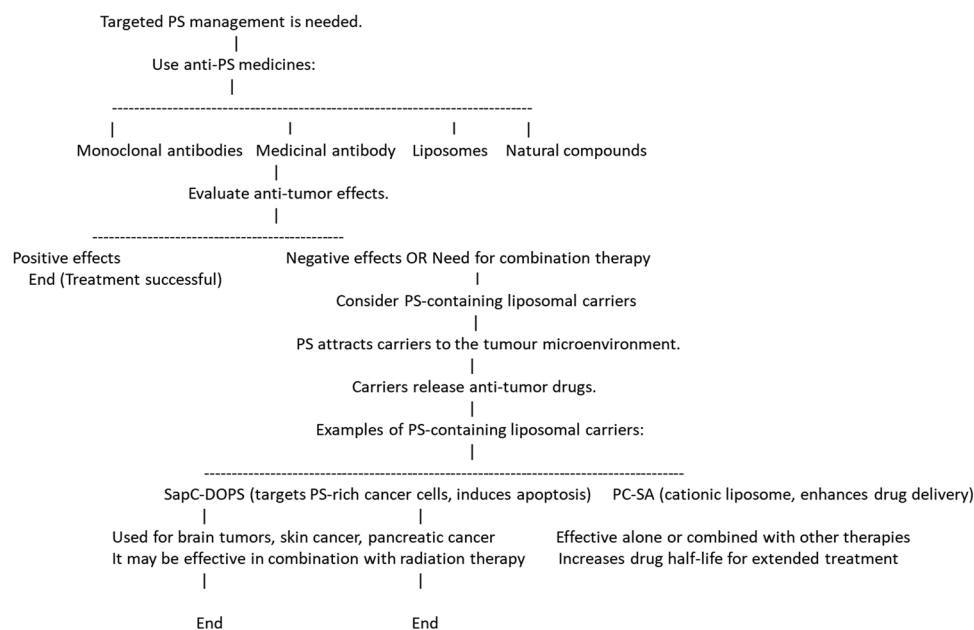 Targeted PS management is needed.
Use anti-PS medicines:
Monoclonal antibodies Medicinal antibody Liposomes Natural compounds
Evaluate anti-tumor effects.
Positive effects Negative effects OR Need for combination therapy
End (Treatment successful)
Consider PS-containing liposomal carriers
PS attracts carriers to the tumour microenvironment.
Carriers release anti-tumor drugs.
Examples of PS-containing liposomal carriers:
SapC-DOPS (targets PS-rich cancer cells, induces apoptosis) PC-SA (cationic liposome, enhances drug delivery)
Used for brain tumors, skin cancer, pancreatic cancer Effective alone or combined with other therapies
It may be effective in combination with radiation therapy Increases drug half-life for extended treatment
End End